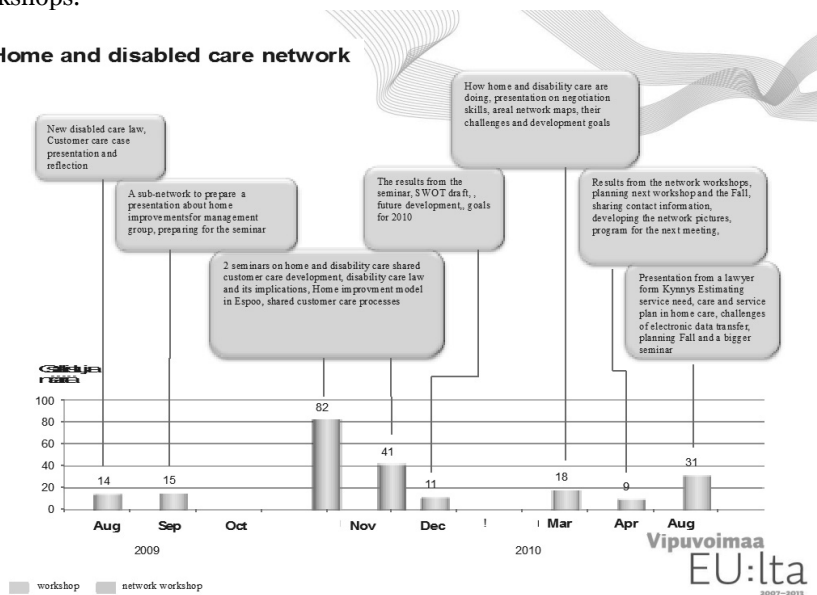 kshops.
Home and disabled care network
How home and disability care are
doing, presentation on negotiation
skills, areal network maps, their
challenges and development goals
New disabled care law,
Customer care case
presentation and
reflection
A sub-network to prepare a
presentation about home
improvementsfor management
group, preparing for the seminar
The results from the
seminar, SWOT draft, ,
future development,, goals
for 2010
Results from the network workshops,
planning next workshop and the Fall,
sharing contact information,
developing the network pictures,
program for the next meeting,
2 seminars on home and disability care shared
customer care development, disability care law
and its implications, Home improvment model
in Espoo, shared customer care processes
Presentation from a lawyer
form Kynnys Estimating
service need, care and service
plan in home care, challenges
of electronic data transfer,
planning Fall and a bigger
seminar
100
80
60
40
20
0
14
15
82
41
11
18
9
31
Aug Sep Oct Nov Dec Mar Apr Aug
2009 2010
workshop network workshop
Vipuvoimaa
EU:lta
2007–2013